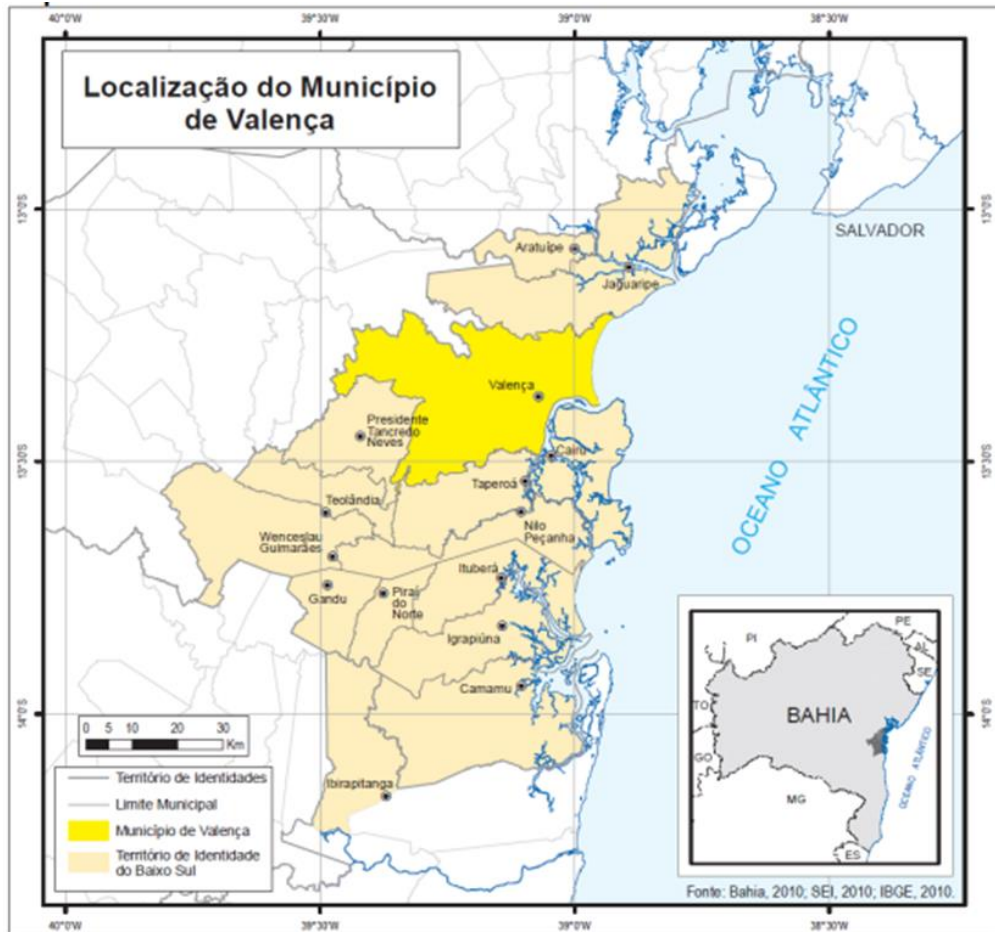 40°0'W
39°30'W
39°0'W
38°30'W
Localização do Município
de Valença
13°0'S
13°0'S
SALVADOR
Aratuípe
Jaguaripe
Valença
OCEANO ATLÂNTICO
Presidente
Tancredo
Neves
Cairu
13°30'S
13°30'S
Taperoá
Teolândia
Nilo
Peçanha
Wenceslau
Guimarães
Ituberá
Gandu
Piraí
do
Norte
Igrapiúna
Camamu
14°0'S
14°0'S
0 5 10 20 30
Km
Território de Identidades
Limite Municipal
Município de Valença
Território de Identidade
do Baixo Sul
Ibirapitanga
PI
PE
AL
SE
TO
BAHIA
GO
OCEANO ATLÂNTICO
MG
ES
Fonte: Bahia, 2010; SEI, 2010; IBGE, 2010.
40°0'W
39°30'W
39°0'W
38°30'W